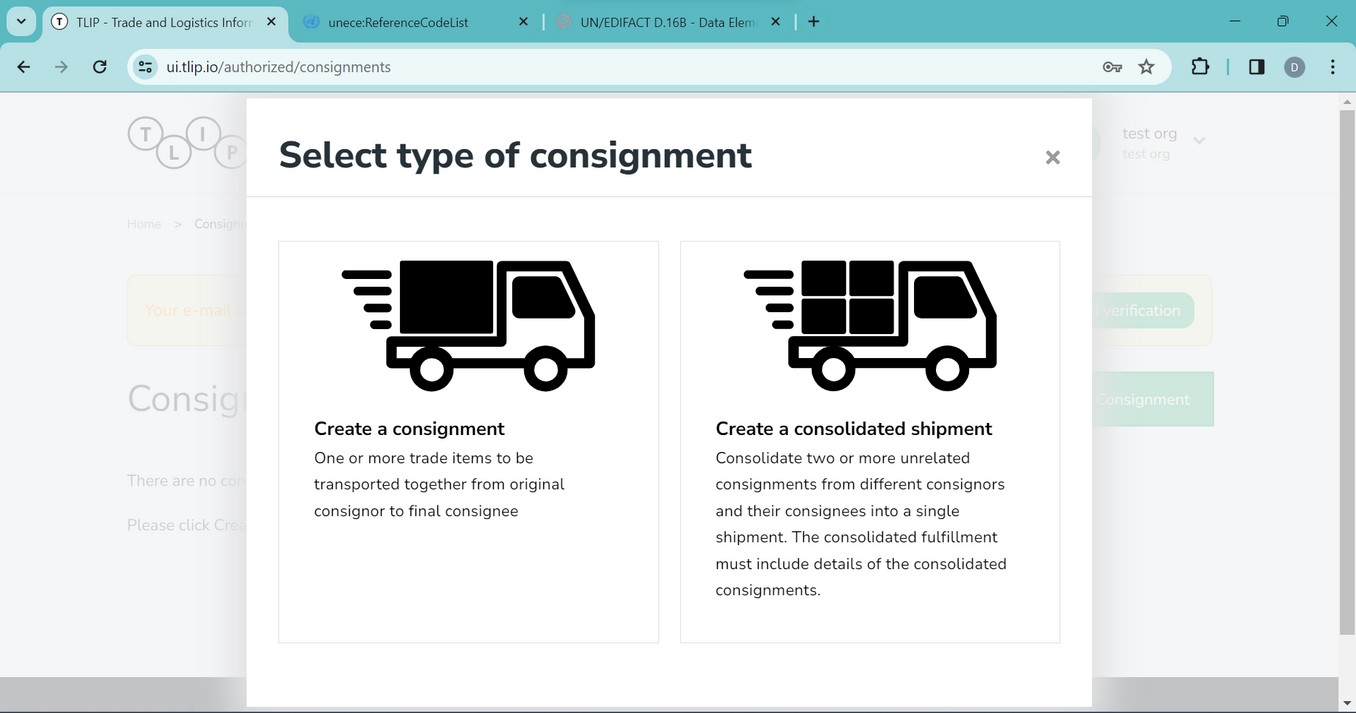 TLIP - Trade and Logistics Inform
unece:ReferenceCodeList
UN/EDIFACT D.16B - Data Elem
ui.tlip.io/authorized/consignments
D
T L I P
Select type of consignment
test org
test org
Home > Consign
Your e-mail
verification
Consig
Consignment
Create a consignment
One or more trade items to be
transported together from original
consignor to final consignee
Create a consolidated shipment
Consolidate two or more unrelated
consignments from different consignors
and their consignees into a single
shipment. The consolidated fulfillment
must include details of the consolidated
consignments.
There are no con
Please click Crea